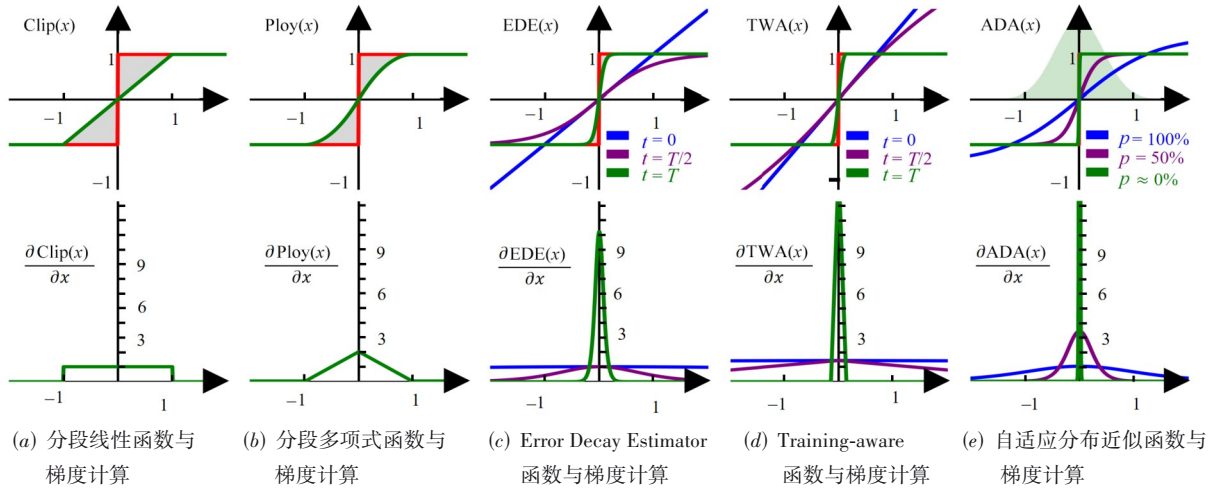 Clip(x)
1
−1
1
−1
Ploy(x)
1
−1
1
−1
EDE(x)
1
−1
1
t = 0
t = T/2
t = T
−1
TWA(x)
1
−1
1
t = 0
t = T/2
t = T
ADA(x)
1
−1
1
p = 100%
p = 50%
p ≈ 0%
−1
∂Clip(x)
∂x
9
6
3
−1
1
∂Ploy(x)
∂x
9
6
3
−1
1
∂EDE(x)
∂x
9
6
3
−1
1
∂TWA(x)
∂x
9
6
3
−1
1
∂ADA(x)
∂x
9
6
3
−1
1
(a) 分段线性函数与
梯度计算
(b) 分段多项式函数与
梯度计算
(c) Error Decay Estimator
函数与梯度计算
(d) Training-aware
函数与梯度计算
(e) 自适应分布近似函数与
梯度计算